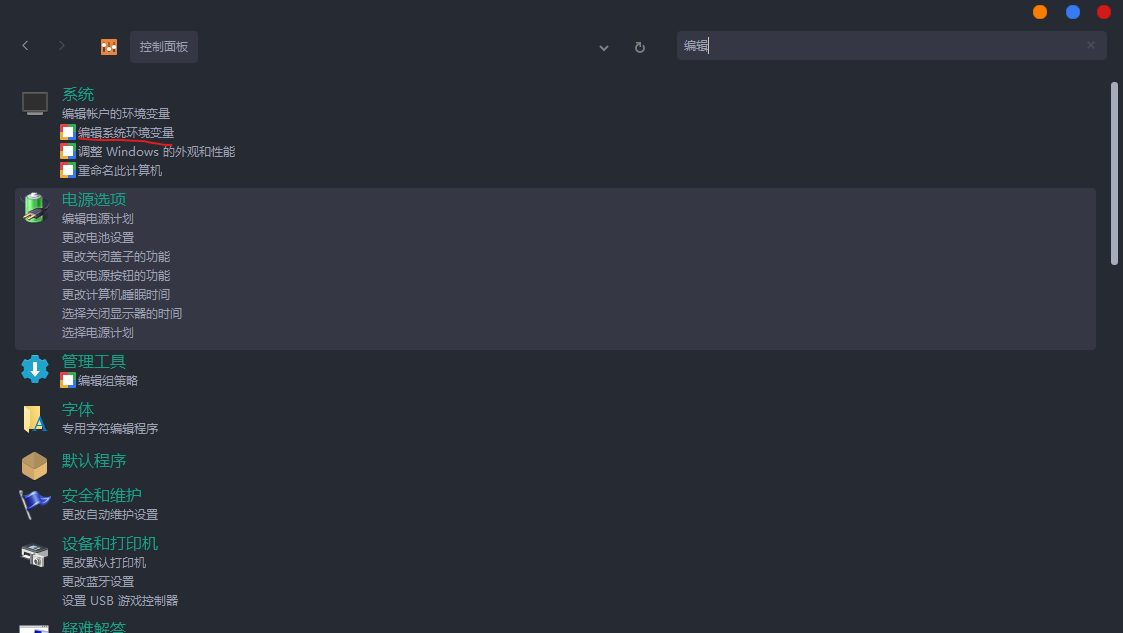 控制面板
编辑
系统
编辑帐户的环境变量
编辑系统环境变量
调整 Windows 的外观和性能
重命名此计算机
电源选项
编辑电源计划
更改电池设置
更改关闭盖子的功能
更改电源按钮的功能
更改计算机睡眠时间
选择关闭显示器的时间
选择电源计划
管理工具
编辑组策略
字体
专用字符编辑程序
默认程序
安全和维护
更改自动维护设置
设备和打印机
更改默认打印机
更改蓝牙设置
设置 USB 游戏控制器
疑难解答